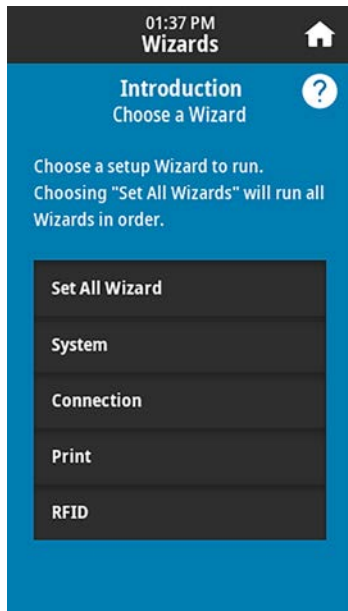 01:37 PM
Wizards
Introduction
?
Choose a Wizard
Choose a setup Wizard to run.
Choosing "Set All Wizards" will run all
Wizards in order.
Set All Wizard
System
Connection
Print
RFID